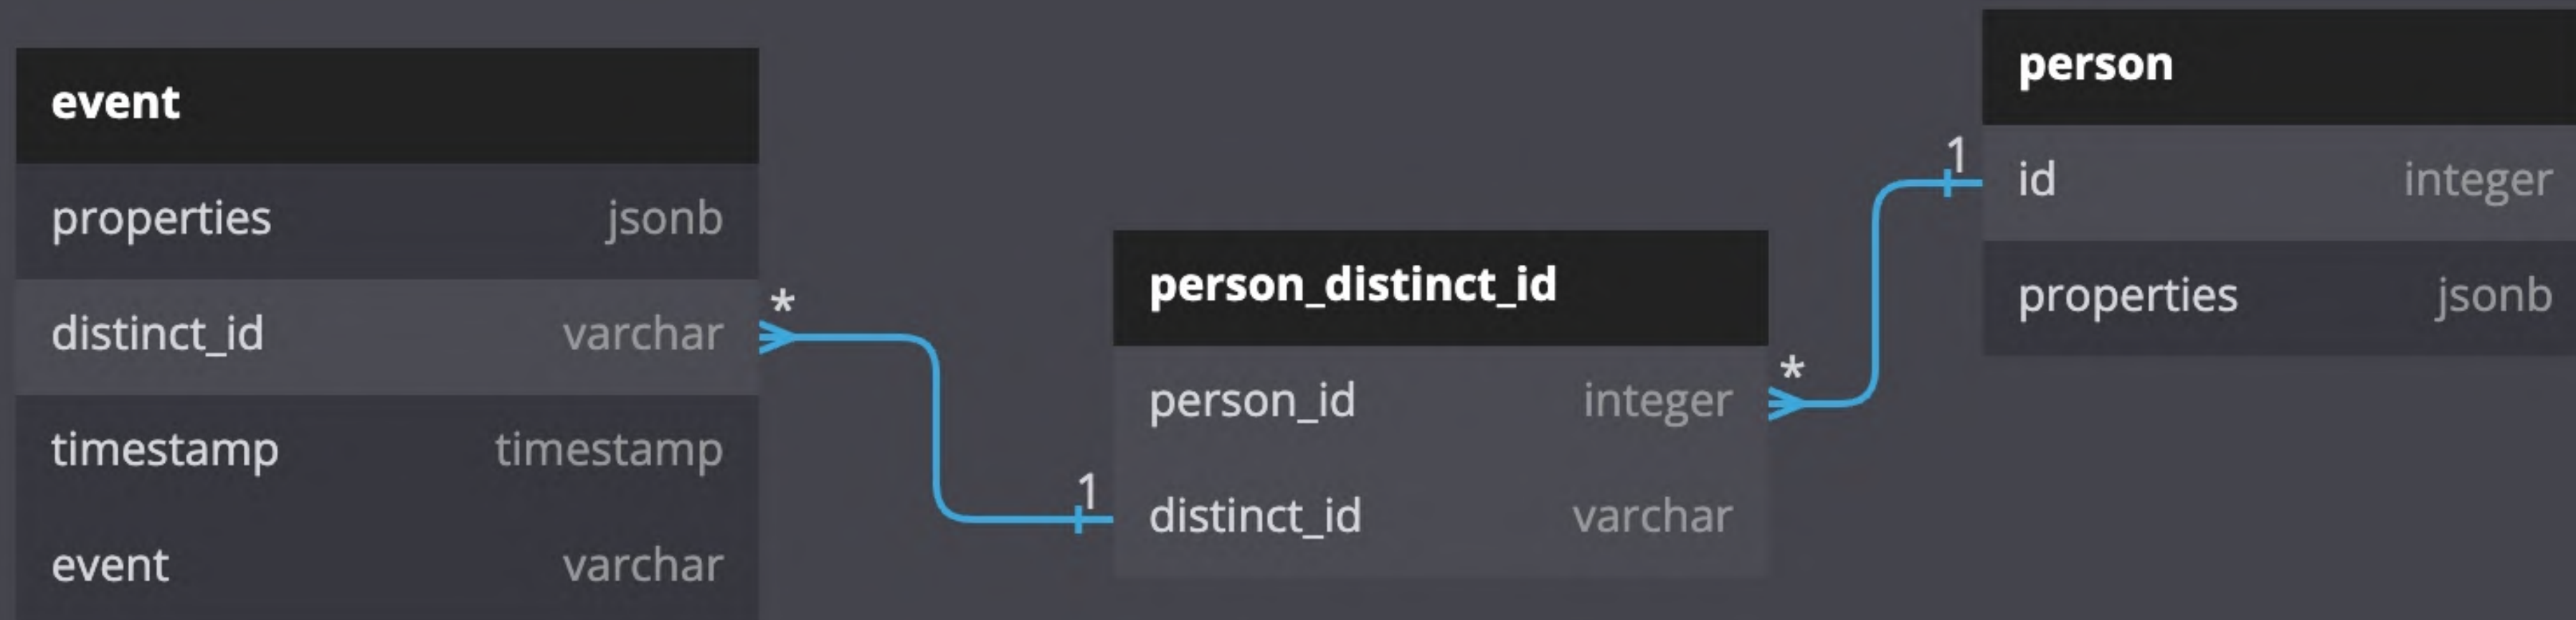 event
properties jsonb
distinct_id varchar
timestamp timestamp
event varchar
*
1
person_distinct_id
person_id integer
distinct_id varchar
*
1
person
id integer
properties jsonb